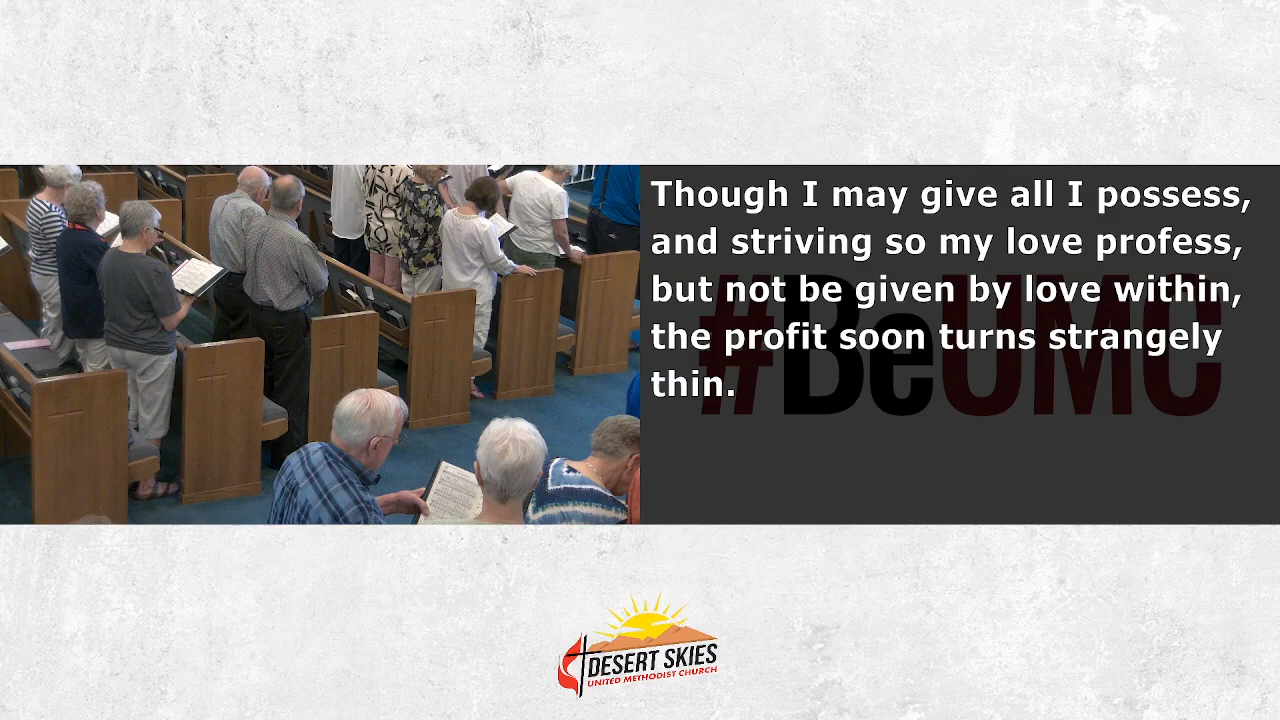 Though I may give all I possess,
and striving so my love profess,
but not be given by love within,
the profit soon turns strangely
thin.
#BeUMC
DESERT SKIES
UNITED METHODIST CHURCH